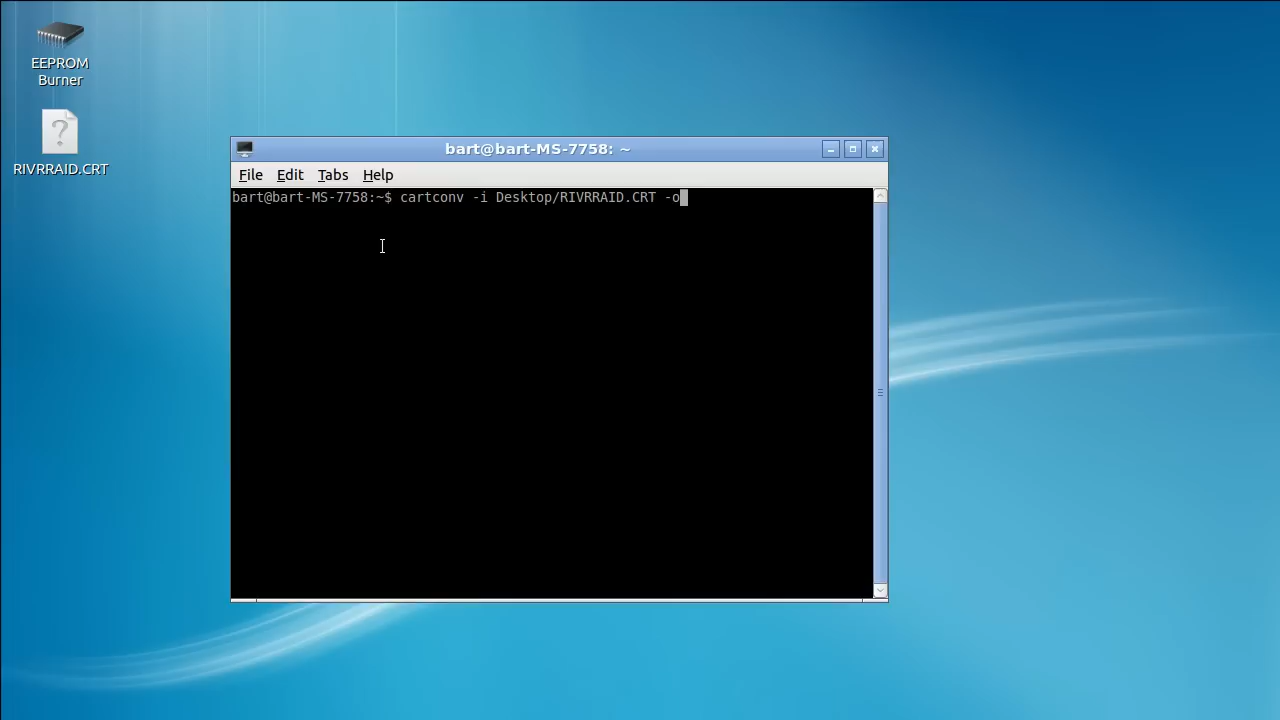 EEPROM
Burner
RIVRRAID.CRT
bart@bart-MS-7758: ~
File Edit Tabs Help
bart@bart-MS-7758:~$ cartconv -i Desktop/RIVRRAID.CRT -o